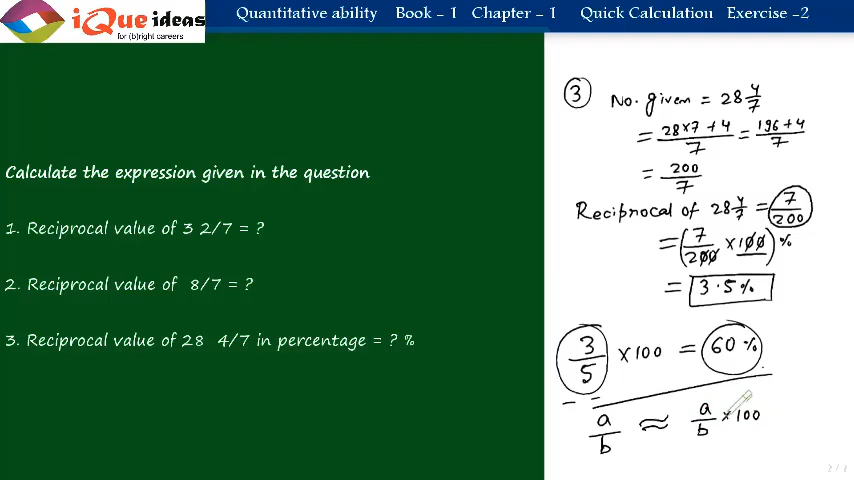 iQue ideas
for (b)right careers
Quantitative ability Book - 1 Chapter - 1 Quick Calculation Exercise -2
Calculate the expression given in the question
1. Reciprocal value of 3 2/7 = ?
2. Reciprocal value of 8/7 = ?
3. Reciprocal value of 28 4/7 in percentage = ? %
3 No. given = 28 4/7
= 28×7+4/7 = 196+4/7
= 200/7
Reciprocal of 28 4/7 = 7/200
= (7/200 × 100) %
= 3.5%
3/5 × 100 = 60%
a/b ≈ a/b × 100
2 / 2